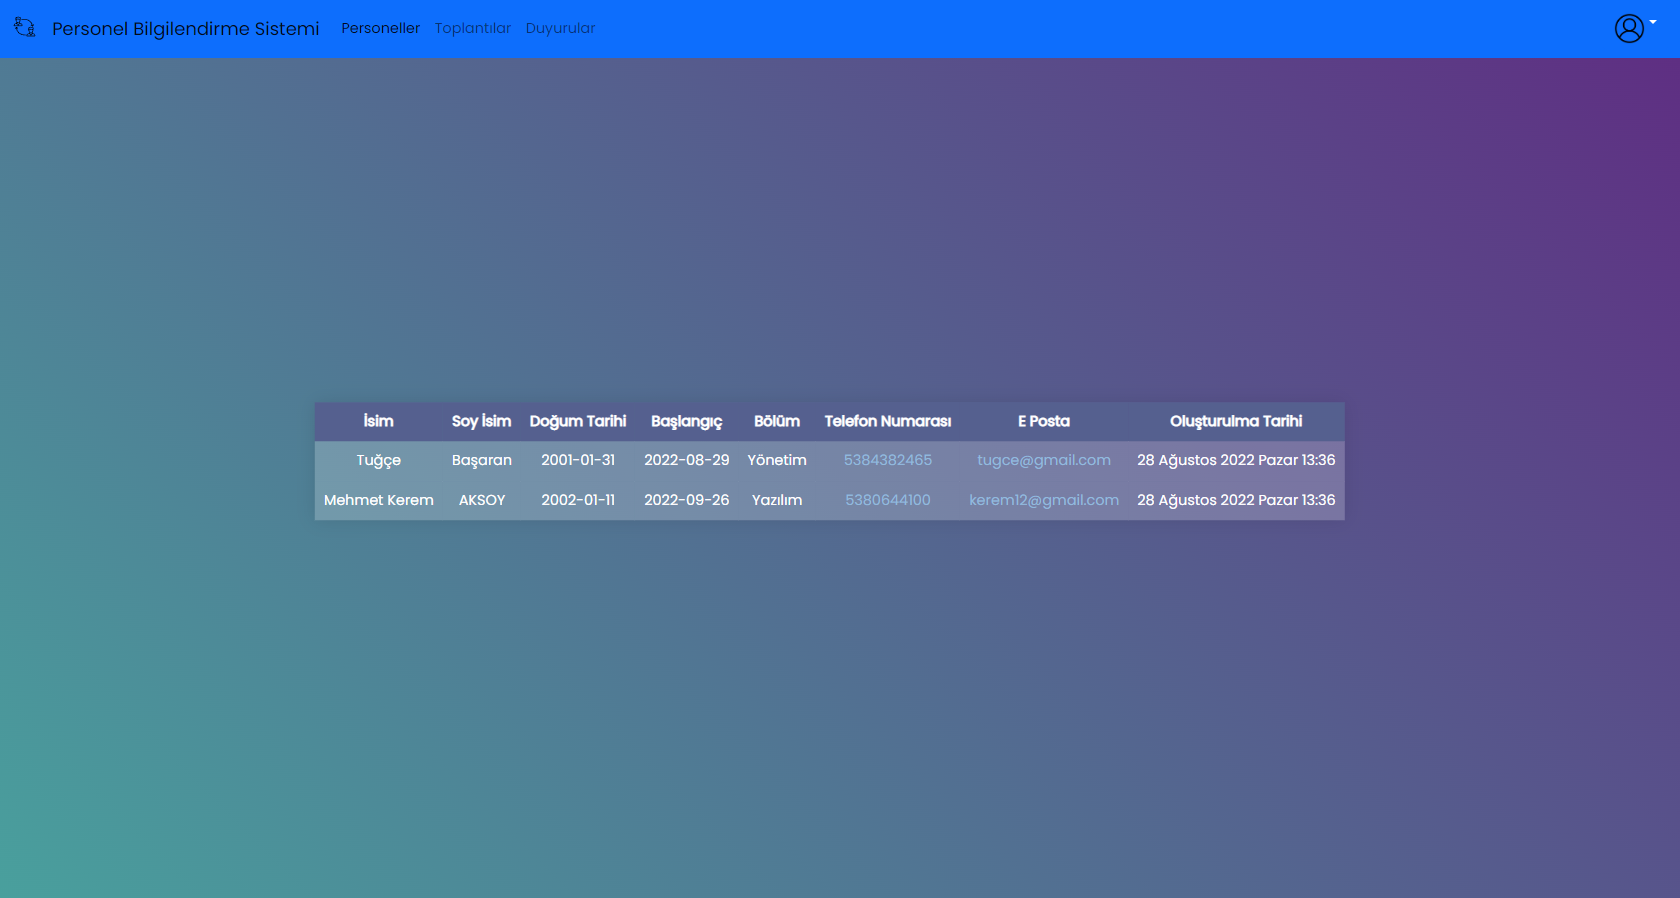 Personel Bilgilendirme Sistemi Personeller Toplantılar Duyurular
İsim Soy İsim Doğum Tarihi Başlangıç Bölüm Telefon Numarası E Posta Oluşturulma Tarihi
Tuğçe Başaran 2001-01-31 2022-08-29 Yönetim 5384382465 tugce@gmail.com 28 Ağustos 2022 Pazar 13:36
Mehmet Kerem AKSOY 2002-01-11 2022-09-26 Yazılım 5380644100 kerem12@gmail.com 28 Ağustos 2022 Pazar 13:36